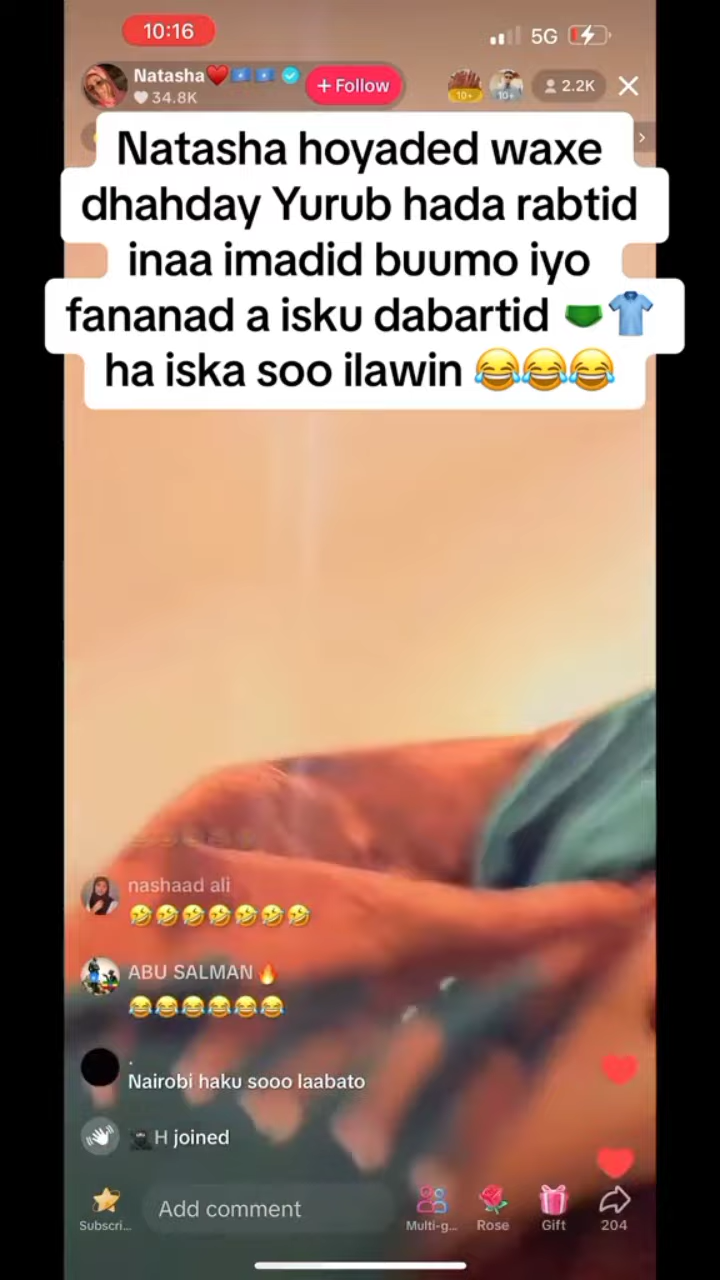 10:16
5G
Natasha❤️🇸🇴🇸🇴
+ Follow
34.8K
10+
10+
2.2K
Natasha hoyaded waxe
dhahday Yurub hada rabtid
inaa imadid buumo iyo
fananad a isku dabartid 🩲👕
ha iska soo ilawin 😂😂😂
nashaad ali
🤣🤣🤣🤣🤣🤣🤣
ABU SALMAN🔥
😂😂😂😂😂😂
.
Nairobi haku sooo laabato
H joined
Add comment
Subscri...
Multi-g...
Rose
Gift
204